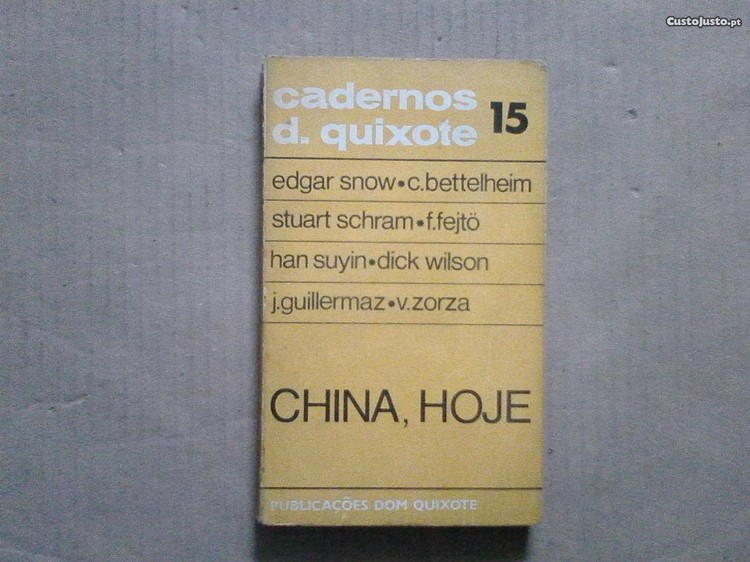 CustoJusto.pt
cadernos
d. quixote 15
edgar snow•c.bettelheim
stuart schram•f.fejtö
han suyin•dick wilson
j.guillermaz•v.zorza
CHINA, HOJE
PUBLICAÇÕES DOM QUIXOTE